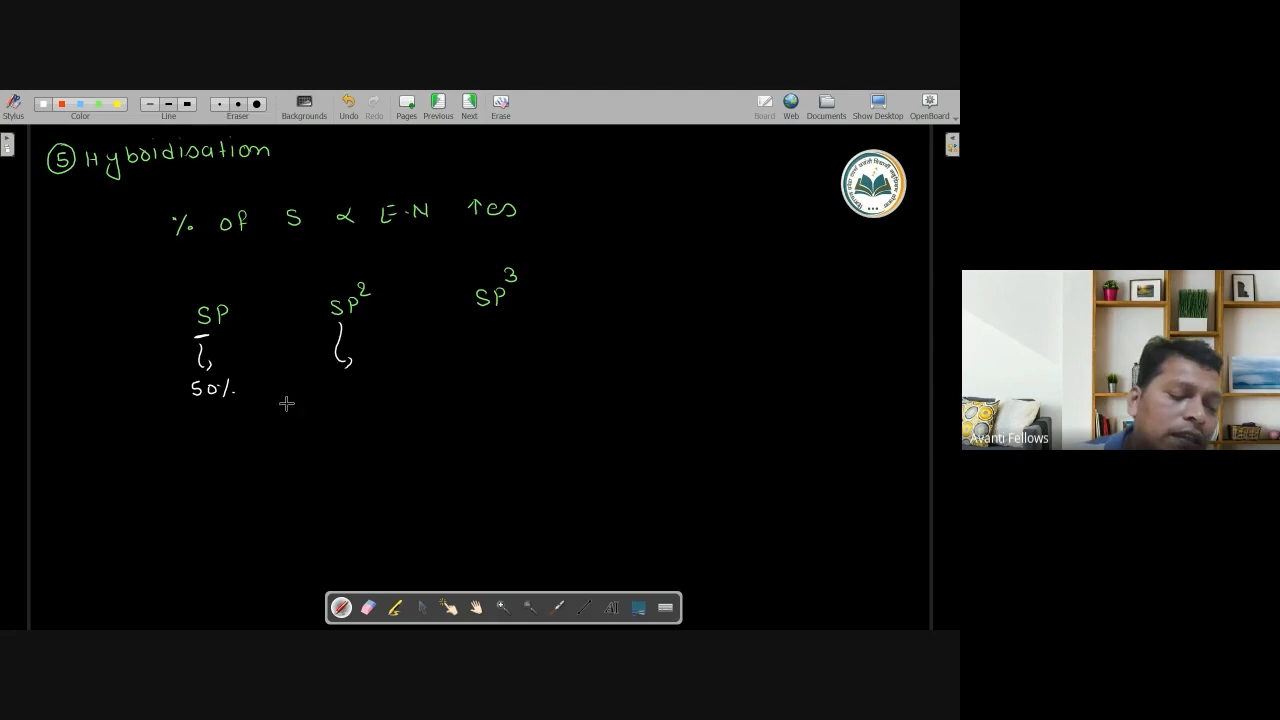 Stylus Color Line Eraser Backgrounds Undo Redo Pages Previous Next Erase Board Web Documents Show Desktop OpenBoard
5 Hyboidisation
% of S ∝ E.N ↑es
SP SP² SP³
50%
Avanti Fellows